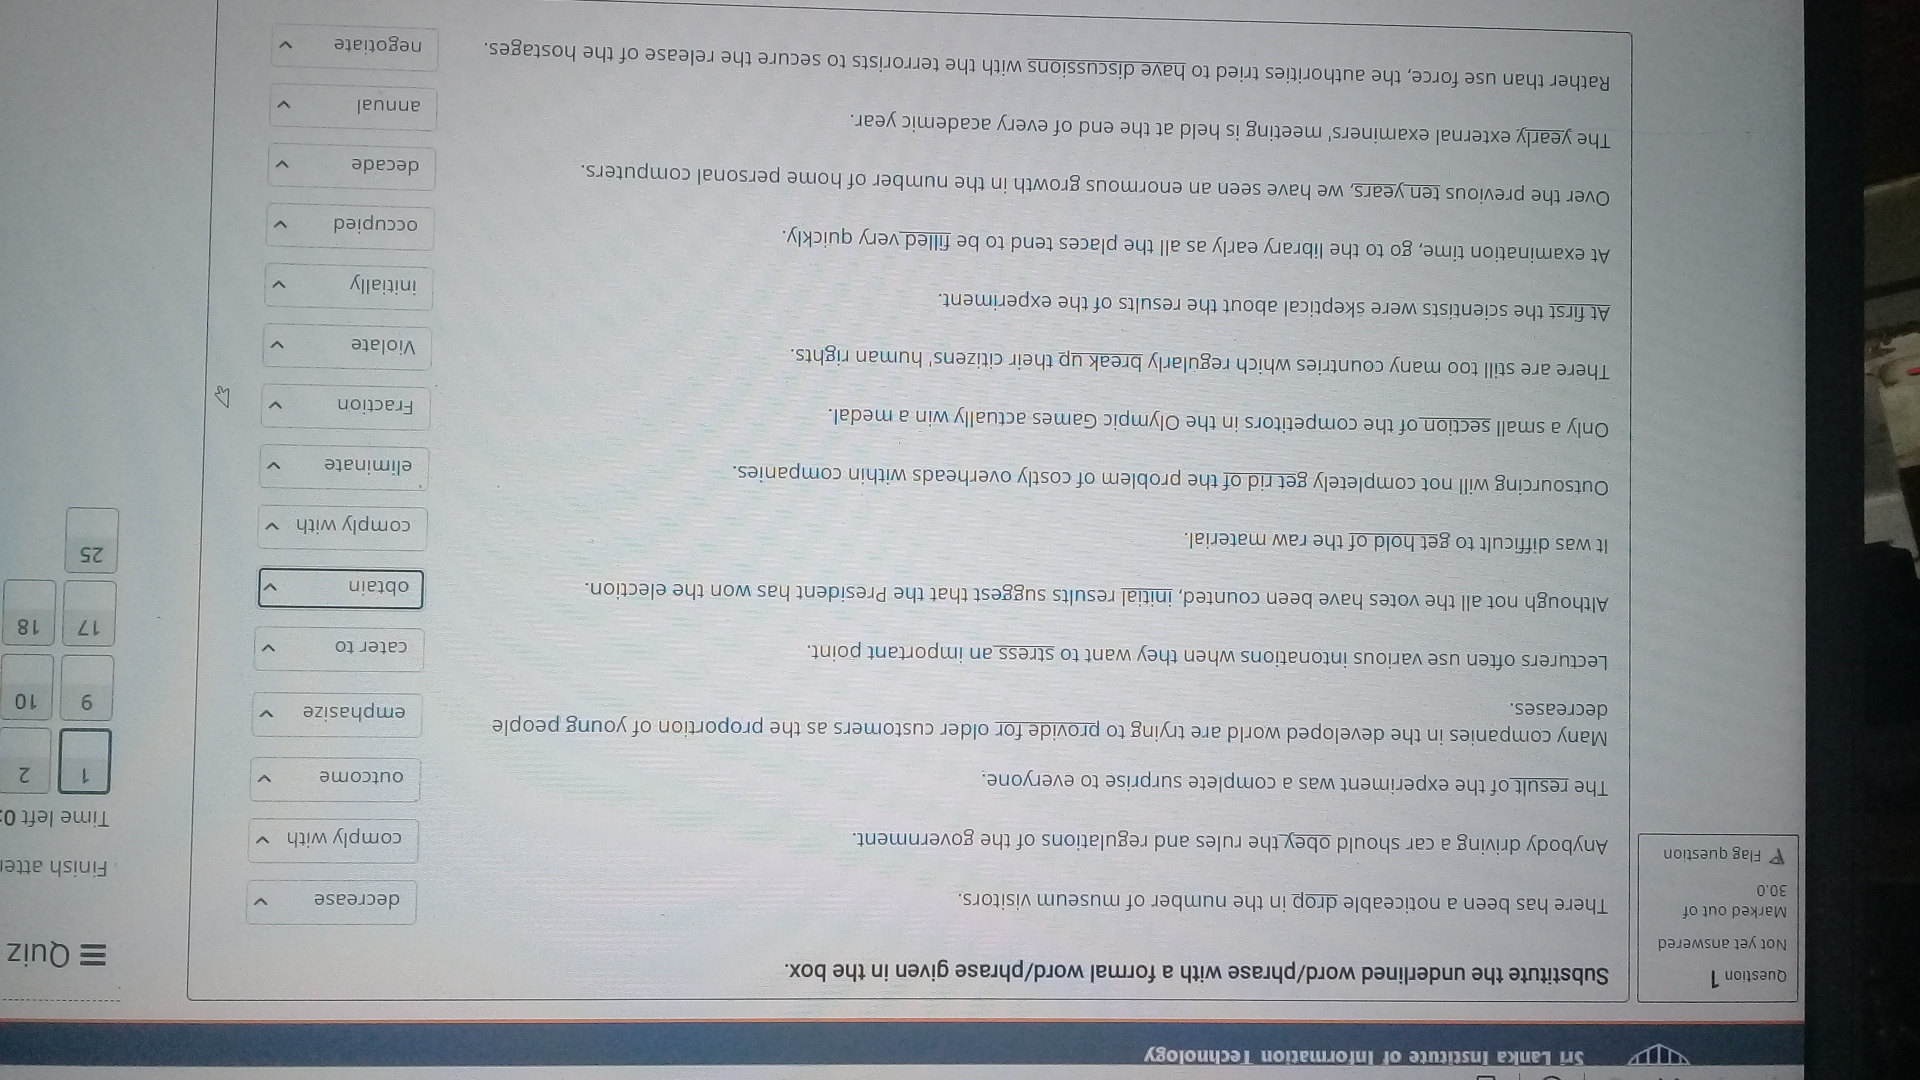 Sri Lanka Institute of Information Technology
Question 1
Not yet answered
Marked out of
30.0
Flag question
Substitute the underlined word/phrase with a formal word/phrase given in the box.
There has been a noticeable drop in the number of museum visitors.
decrease
Anybody driving a car should obey the rules and regulations of the government.
comply with
The result of the experiment was a complete surprise to everyone.
outcome
Many companies in the developed world are trying to provide for older customers as the proportion of young people
decreases.
emphasize
Lecturers often use various intonations when they want to stress an important point.
cater to
Although not all the votes have been counted, initial results suggest that the President has won the election.
obtain
It was difficult to get hold of the raw material.
comply with
Outsourcing will not completely get rid of the problem of costly overheads within companies.
eliminate
Only a small section of the competitors in the Olympic Games actually win a medal.
Fraction
There are still too many countries which regularly break up their citizens' human rights.
Violate
At first the scientists were skeptical about the results of the experiment.
initially
At examination time, go to the library early as all the places tend to be filled very quickly.
occupied
Over the previous ten years, we have seen an enormous growth in the number of home personal computers.
decade
The yearly external examiners' meeting is held at the end of every academic year.
annual
Rather than use force, the authorities tried to have discussions with the terrorists to secure the release of the hostages.
negotiate
Quiz
Finish
Time left 0:
1 2
9 10
17 18
25